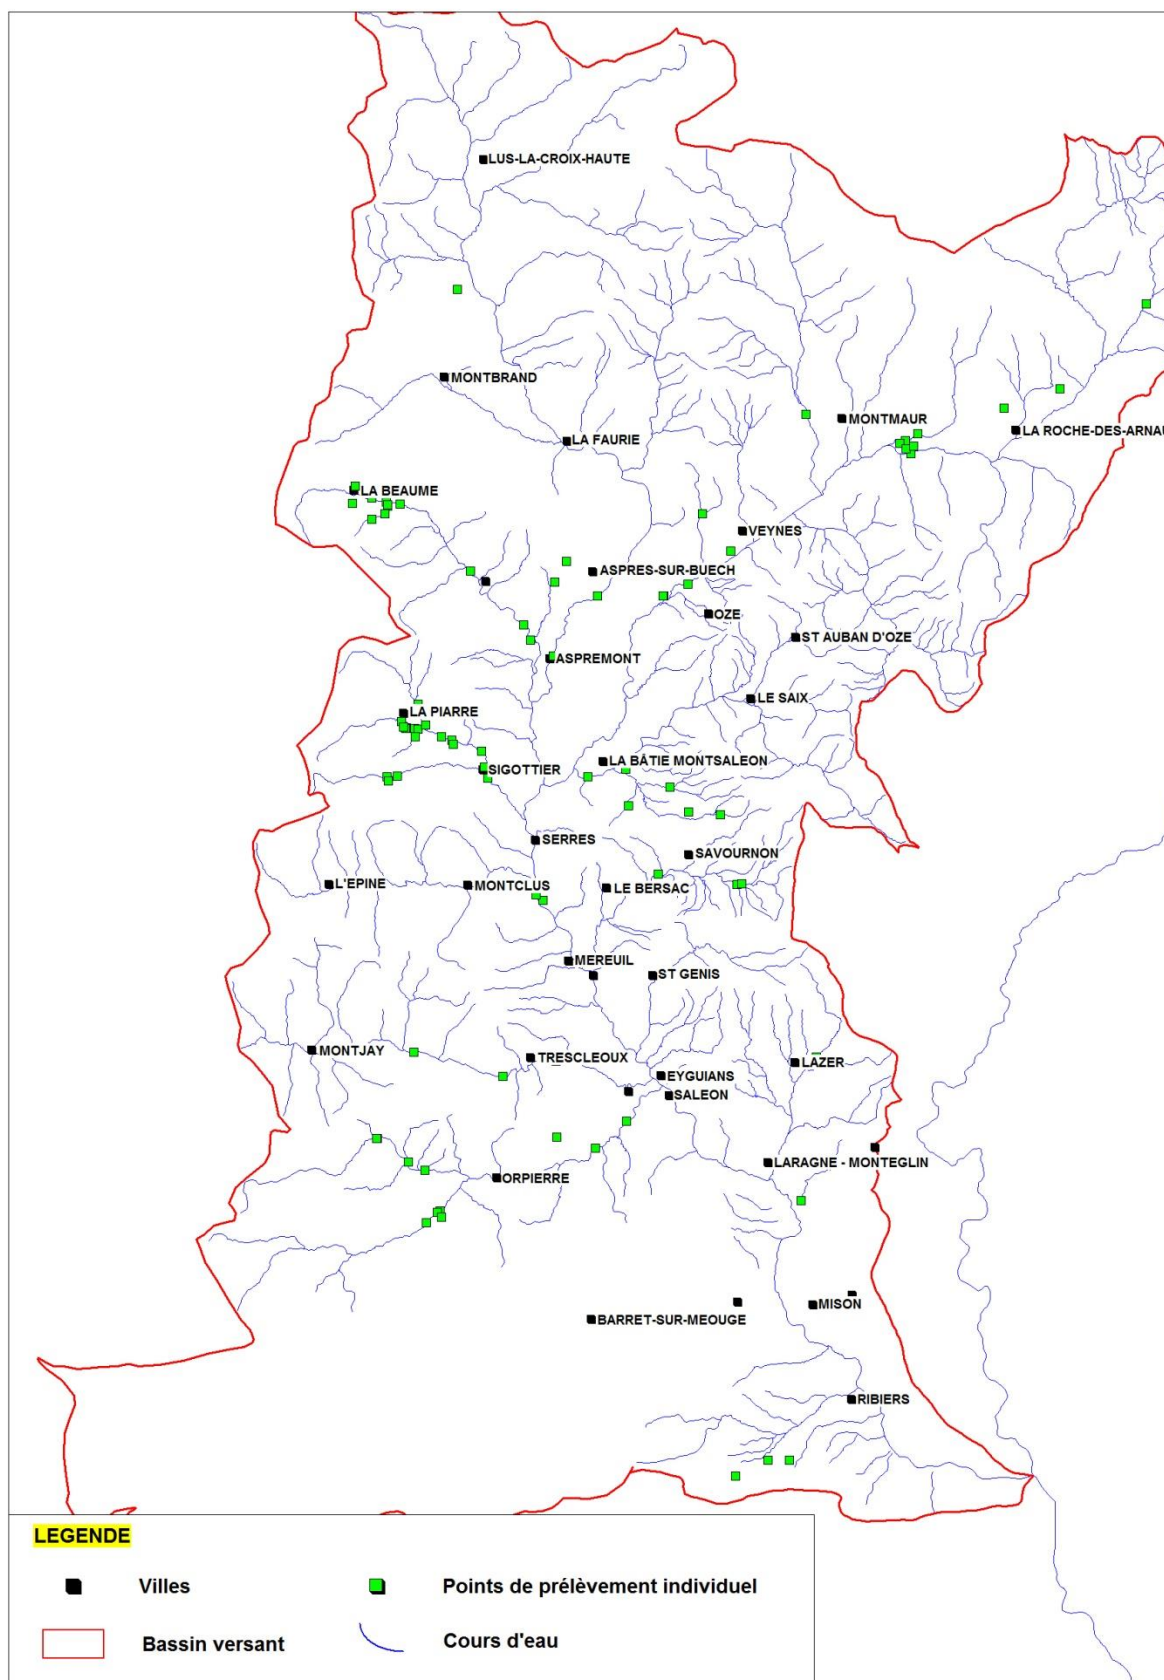 LUS-LA-CROIX-HAUTE
MONTBRAND
MONTMAUR
LA ROCHE-DES-ARNAU
LA FAURIE
LA BEAUME
VEYNES
ASPRES-SUR-BUECH
OZE
ST AUBAN D'OZE
ASPREMONT
LE SAIX
LA PIARRE
LA BÂTIE MONTSALEON
SIGOTTIER
SERRES
SAVOURNON
L'EPINE
MONTCLUS
LE BERSAC
MEREUIL
ST GENIS
MONTJAY
TRESCLEOUX
LAZER
EYGUIANS
SALEON
LARAGNE - MONTEGLIN
ORPIERRE
MISON
BARRET-SUR-MEOUGE
RIBIERS
LEGENDE
Villes
Points de prélèvement individuel
Bassin versant
Cours d'eau